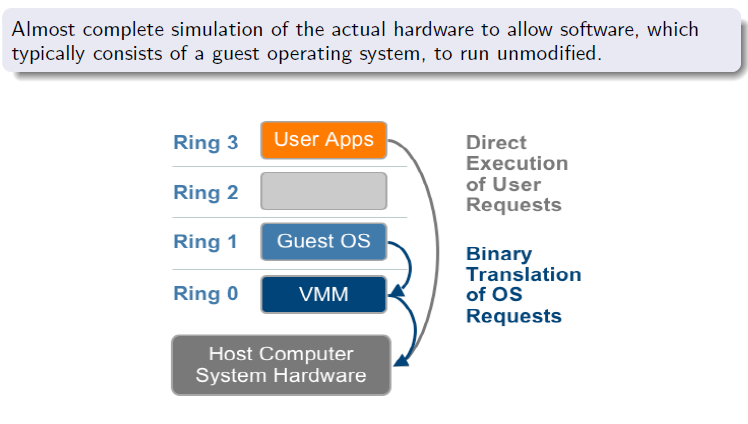 Almost complete simulation of the actual hardware to allow software, which
typically consists of a guest operating system, to run unmodified.
Ring 3
User Apps
Direct
Execution
of User
Requests
Ring 2
Ring 1
Guest OS
Binary
Translation
of OS
Requests
Ring 0
VMM
Host Computer
System Hardware